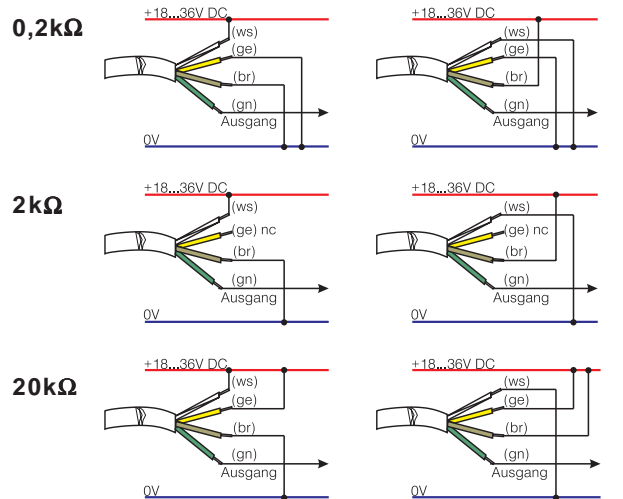 0,2kΩ
+18...36V DC
(ws)
(ge)
(br)
(gn)
Ausgang
0V
+18...36V DC
(ws)
(ge)
(br)
(gn)
Ausgang
0V
2kΩ
+18...36V DC
(ws)
(ge) nc
(br)
(gn)
Ausgang
0V
+18...36V DC
(ws)
(ge) nc
(br)
(gn)
Ausgang
0V
20kΩ
+18...36V DC
(ws)
(ge)
(br)
(gn)
Ausgang
0V
+18...36V DC
(ws)
(ge)
(br)
(gn)
Ausgang
0V